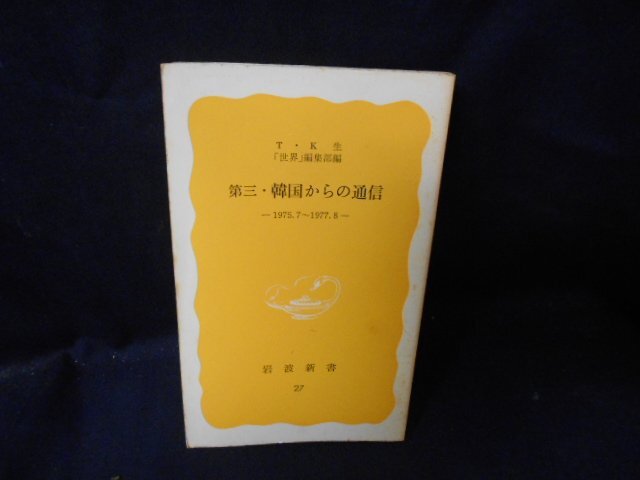 T・K生
「世界」編集部編
第三・韓国からの通信
—1975.7～1977.8—
岩波新書
27